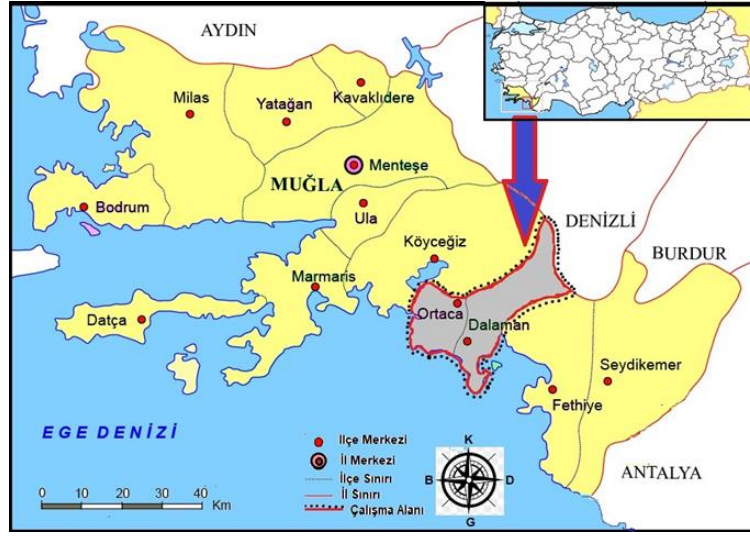 AYDIN
Milas
Yatağan
Kavaklıdere
MUĞLA
Menteşe
Bodrum
Ula
DENİZLİ
Köyceğiz
BURDUR
Marmaris
Datça
Ortaca
Dalaman
Seydikemer
Fethiye
EGE DENİZİ
ANTALYA
İlçe Merkezi
İl Merkezi
İlçe Sınırı
İl Sınırı
Çalışma Alanı
K
B
D
G
0 10 20 30 40
Km